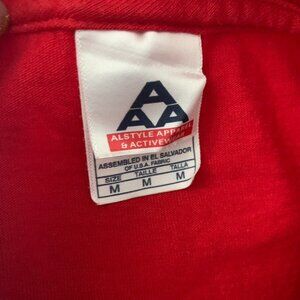 A
A A
ALSTYLE APPAREL
& ACTIVEWEAR
ASSEMBLED IN EL SALVADOR
OF U.S.A. FABRIC
SIZE TAILLE TALLA
M M M